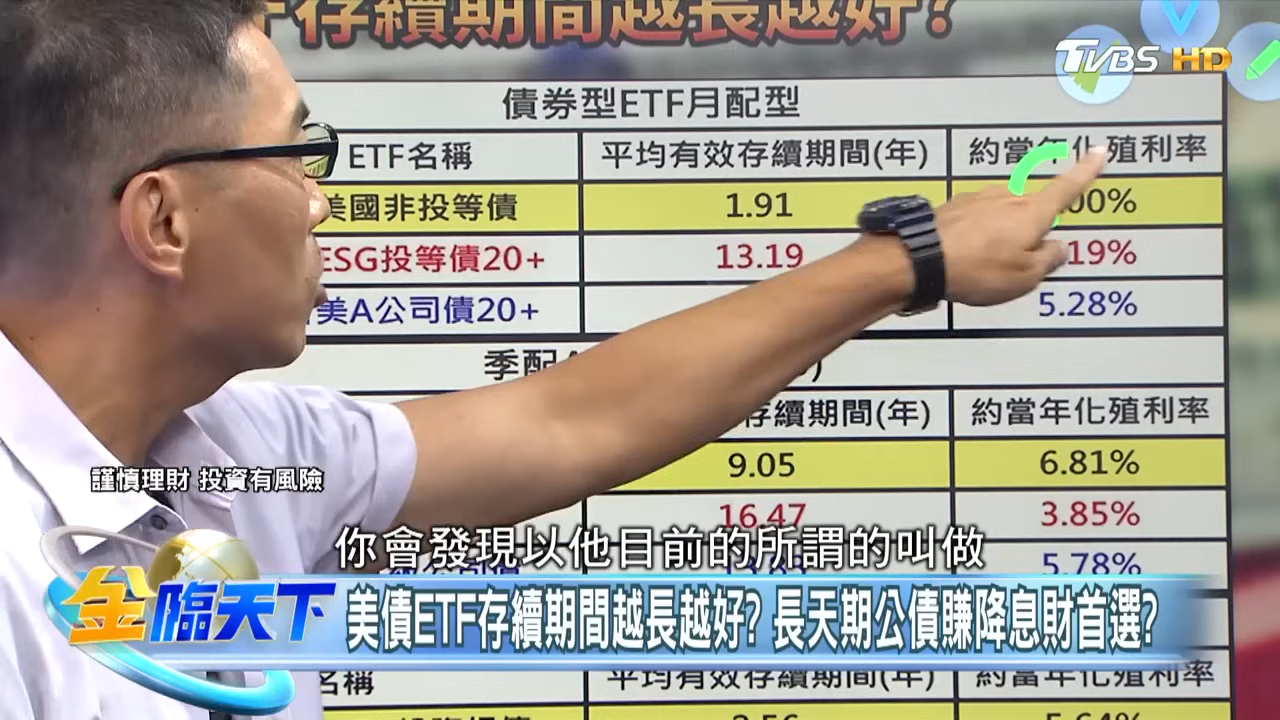 存續期間越長越好?
TVBS HD
債券型ETF月配型
ETF名稱 平均有效存續期間(年) 約當年化殖利率
美國非投等債 1.91 00%
ESG投等債20+ 13.19 19%
美A公司債20+ 5.28%
季配
存續期間(年) 約當年化殖利率
9.05 6.81%
16.47 3.85%
5.78%
謹慎理財 投資有風險
你會發現以他目前的所謂的叫做
金臨天下
美債ETF存續期間越長越好? 長天期公債賺降息財首選?
名稱 平均有效存續期間(年) 約當年化殖利率